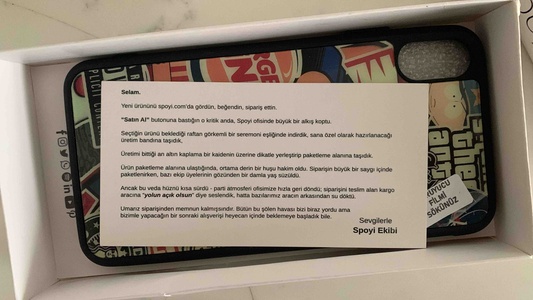 Selam.
Yeni ürününü spoyi.com'da gördün, beğendin, sipariş ettin.
"Satın Al" butonuna bastığın o kritik anda, Spoyi ofisinde büyük bir alkış koptu.
Seçtiğin ürünü beklediği raftan görkemli bir seremoni eşliğinde indirdik, sana özel olarak hazırlanacağı
üretim bandına taşıdık.
Üretimi bittiği an altın kaplama bir kaidenin üzerine dikkatle yerleştirip paketleme alanına taşıdık.
Ürün paketleme alanına ulaştığında, ortama derin bir huşu hakim oldu. Siparişin büyük bir saygı içinde
paketlenirken, bazı ekip üyelerinin gözünden bir damla yaş süzüldü.
Ancak bu veda hüznü kısa sürdü - parti atmosferi ofisimize hızla geri döndü; siparişini teslim alan kargo
aracına "yolun açık olsun" diye seslendik, hatta bazılarımız aracın arkasından su döktü.
Umarız siparişinden memnun kalmışsındır. Bütün bu şölen havası bizi biraz yordu ama
bizimle yapacağın bir sonraki alışverişi heyecan içinde beklemeye başladık bile.
Sevgilerle
Spoyi Ekibi
KORUYUCU
FİLMİ
SÖKÜNÜZ